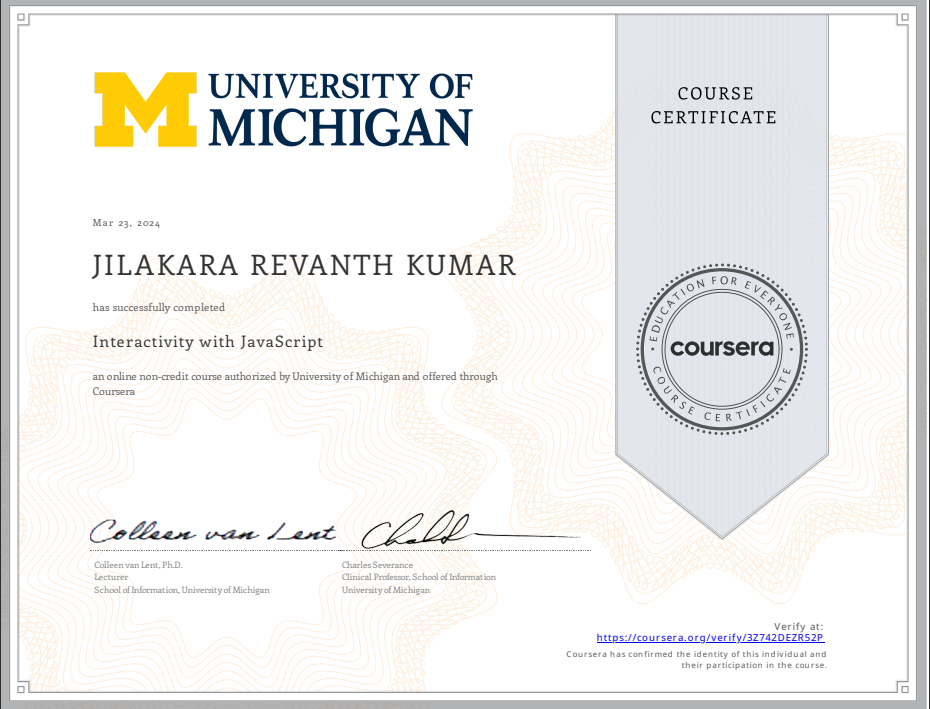 UNIVERSITY OF
MICHIGAN
COURSE
CERTIFICATE
Mar 23, 2024
JILAKARA REVANTH KUMAR
has successfully completed
Interactivity with JavaScript
an online non-credit course authorized by University of Michigan and offered through
Coursera
EDUCATION FOR EVERYONE
coursera
COURSE CERTIFICATE
Colleen van Lent
Colleen van Lent, Ph.D.
Lecturer
School of Information, University of Michigan
Charles Severance
Clinical Professor, School of Information
University of Michigan
Verify at:
https://coursera.org/verify/3Z742DEZR52P
Coursera has confirmed the identity of this individual and
their participation in the course.